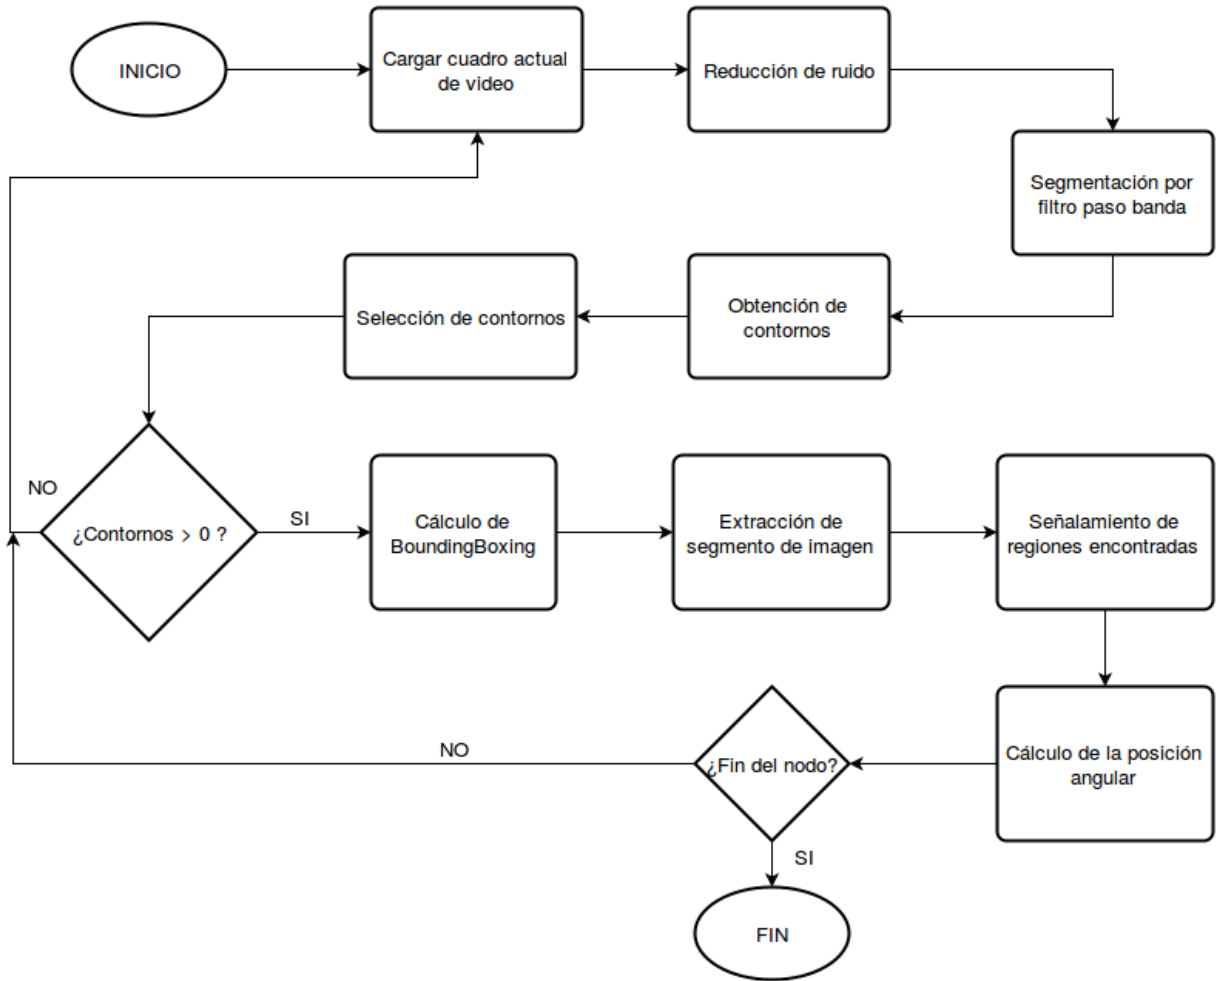 INICIO
Cargar cuadro actual
de video
Reducción de ruido
Segmentación por
filtro paso banda
Obtención de
contornos
Selección de contornos
NO
¿Contornos > 0 ?
SI
Cálculo de
BoundingBoxing
Extracción de
segmento de imagen
Señalamiento de
regiones encontradas
Cálculo de la posición
angular
¿Fin del nodo?
NO
SI
FIN